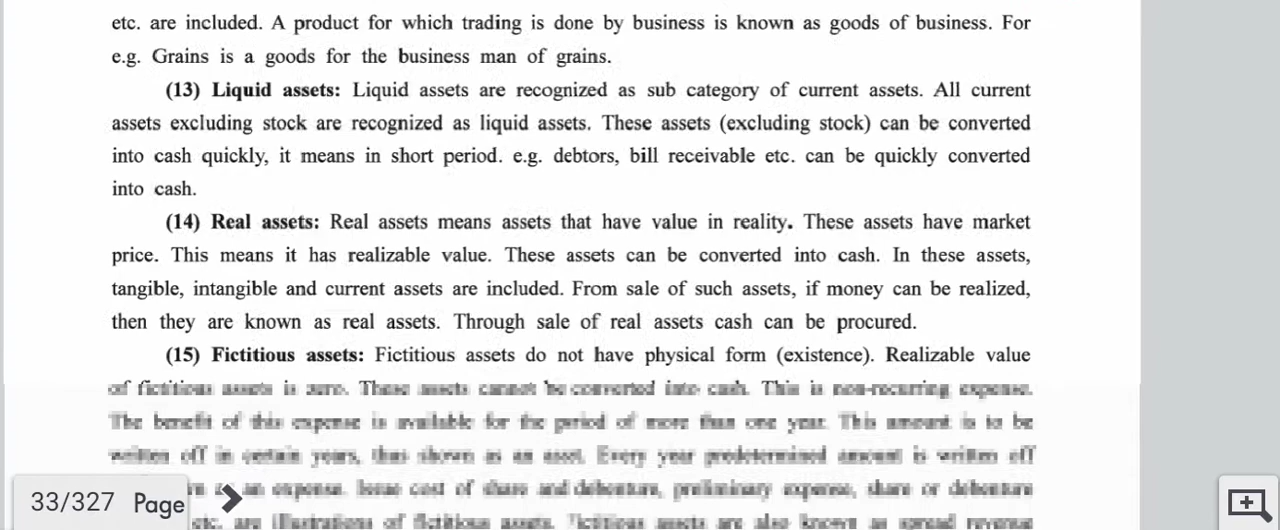 etc. are included. A product for which trading is done by business is known as goods of business. For
e.g. Grains is a goods for the business man of grains.
(13) Liquid assets: Liquid assets are recognized as sub category of current assets. All current
assets excluding stock are recognized as liquid assets. These assets (excluding stock) can be converted
into cash quickly, it means in short period. e.g. debtors, bill receivable etc. can be quickly converted
into cash.
(14) Real assets: Real assets means assets that have value in reality. These assets have market
price. This means it has realizable value. These assets can be converted into cash. In these assets,
tangible, intangible and current assets are included. From sale of such assets, if money can be realized,
then they are known as real assets. Through sale of real assets cash can be procured.
(15) Fictitious assets: Fictitious assets do not have physical form (existence). Realizable value
of fictitious assets is zero. These assets cannot be converted into cash. This is non-recurring expense.
The benefit of this expense is available for the period of more than one year. This amount is to be
written off in certain years, thus shown as an asset. Every year predetermined amount is written off
an expense. Issue cost of share and debenture, preliminary expense, share or debenture
etc. are illustrations of fictitious assets. Fictitious assets are also known as spread revenue
33/327 Page